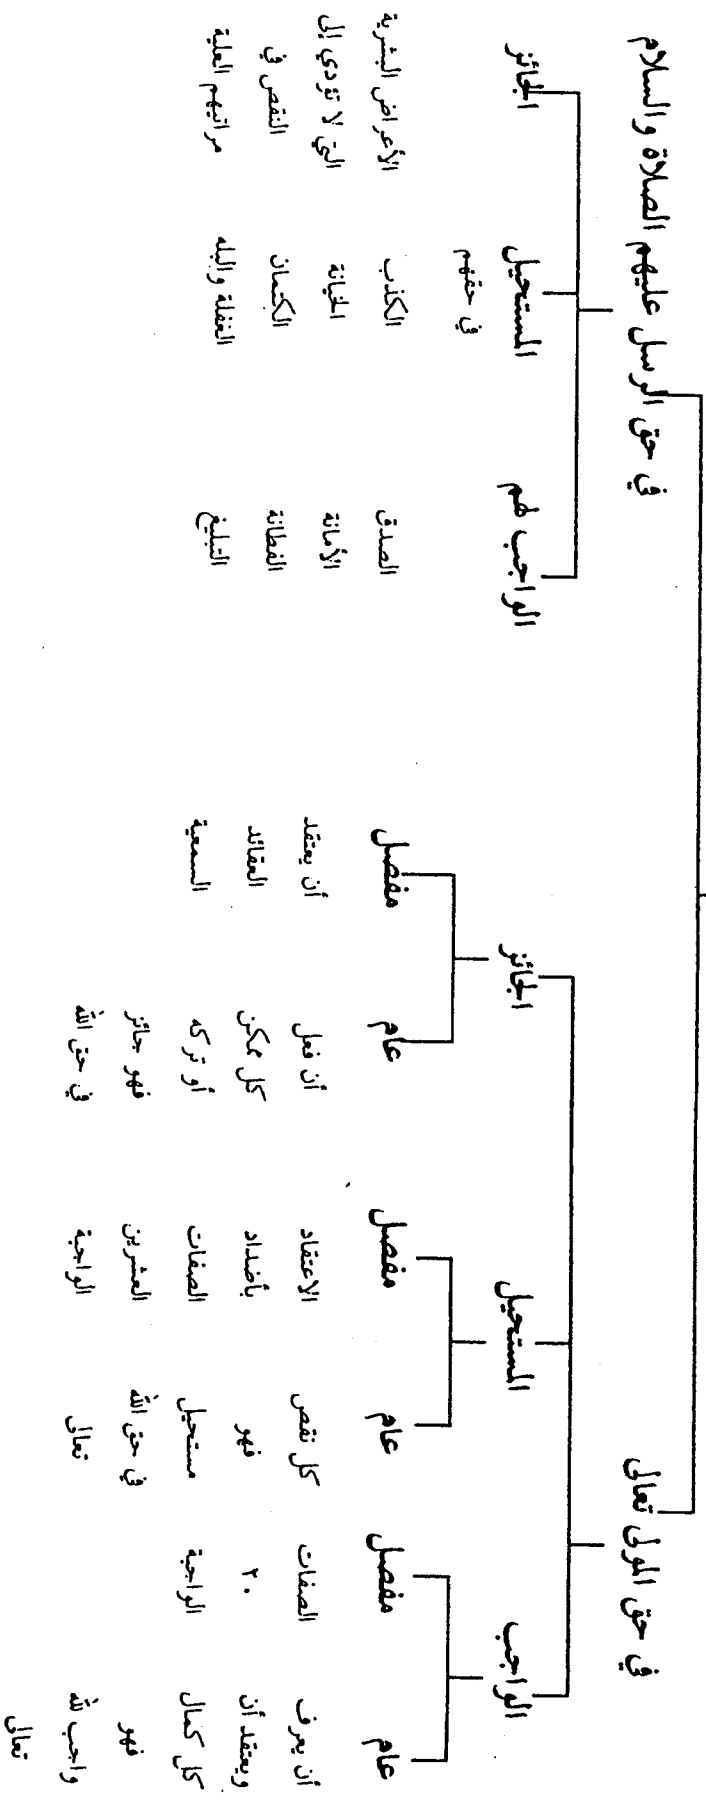 في حق المولى تعالى
الواجب
عام
أن يعرف
ويعتقد أن
كل كمال
فهو
واجب لله
تعالى
مفصل
الصفات
٢٠
الواجبة
المستحيل
عام
كل نقص
فهو
مستحيل
في حق الله
تعالى
مفصل
الاعتقاد
بأضداد
الصفات
العشرين
الواجبة
الجائز
عام
أن فعل
كل ممكن
أو تركه
فهو جائز
في حق الله
مفصل
أن يعتقد
العقائد
السمعية
في حق الرسل عليهم الصلاة والسلام
الواجب لهم
الصدق
الأمانة
الفطانة
التبليغ
المستحيل
في حقهم
الكذب
الخيانة
الكتمان
الغفلة والبله
الجائز
الأعراض البشرية
التي لا تؤدي إلى
النقص في
مراتبهم العلية